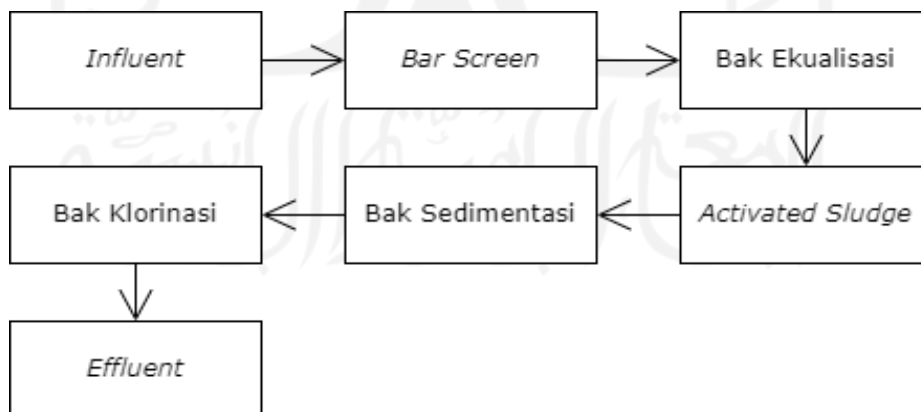 Influent
Bar Screen
Bak Ekualisasi
Activated Sludge
Bak Sedimentasi
Bak Klorinasi
Effluent